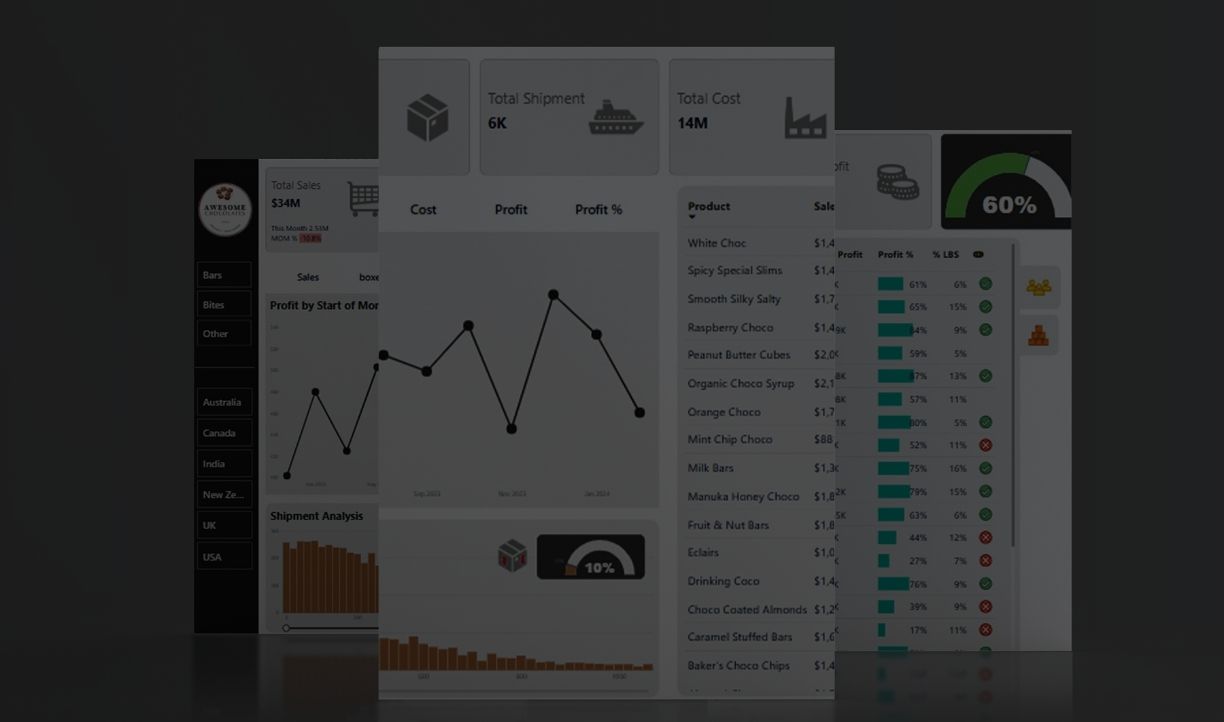 AWESOME
CHOCOLATES
Bars
Bites
Other
Australia
Canada
India
New Ze...
UK
USA
Total Sales
$34M
This Month 2.53M
MOM % -10.8%
Sales boxe
Profit by Start of Mor
Shipment Analysis
0
Total Shipment
6K
Total Cost
14M
Cost Profit Profit %
Sep 2023 Nov 2023 Jan 2024
10%
500 800 1000
Product Sale
White Choc $1,4
Spicy Special Slims $1,4
Smooth Silky Salty $1,7
Raspberry Choco $1,4
Peanut Butter Cubes $2,0
Organic Choco Syrup $2,1
Orange Choco $1,7
Mint Chip Choco $88
Milk Bars $1,3
Manuka Honey Choco $1,8
Fruit & Nut Bars $1,8
Eclairs $1,0
Drinking Coco $1,4
Choco Coated Almonds $1,2
Caramel Stuffed Bars $1,6
Baker's Choco Chips $1,4
ofit
60%
Profit Profit % % LBS
K 61% 6%
K 65% 15%
9K 84% 9%
K 59% 5%
8K 87% 13%
8K 57% 11%
1K 80% 5%
K 52% 11%
K 75% 16%
2K 79% 15%
5K 63% 6%
K 44% 12%
K 27% 7%
K 76% 9%
K 39% 9%
K 17% 11%